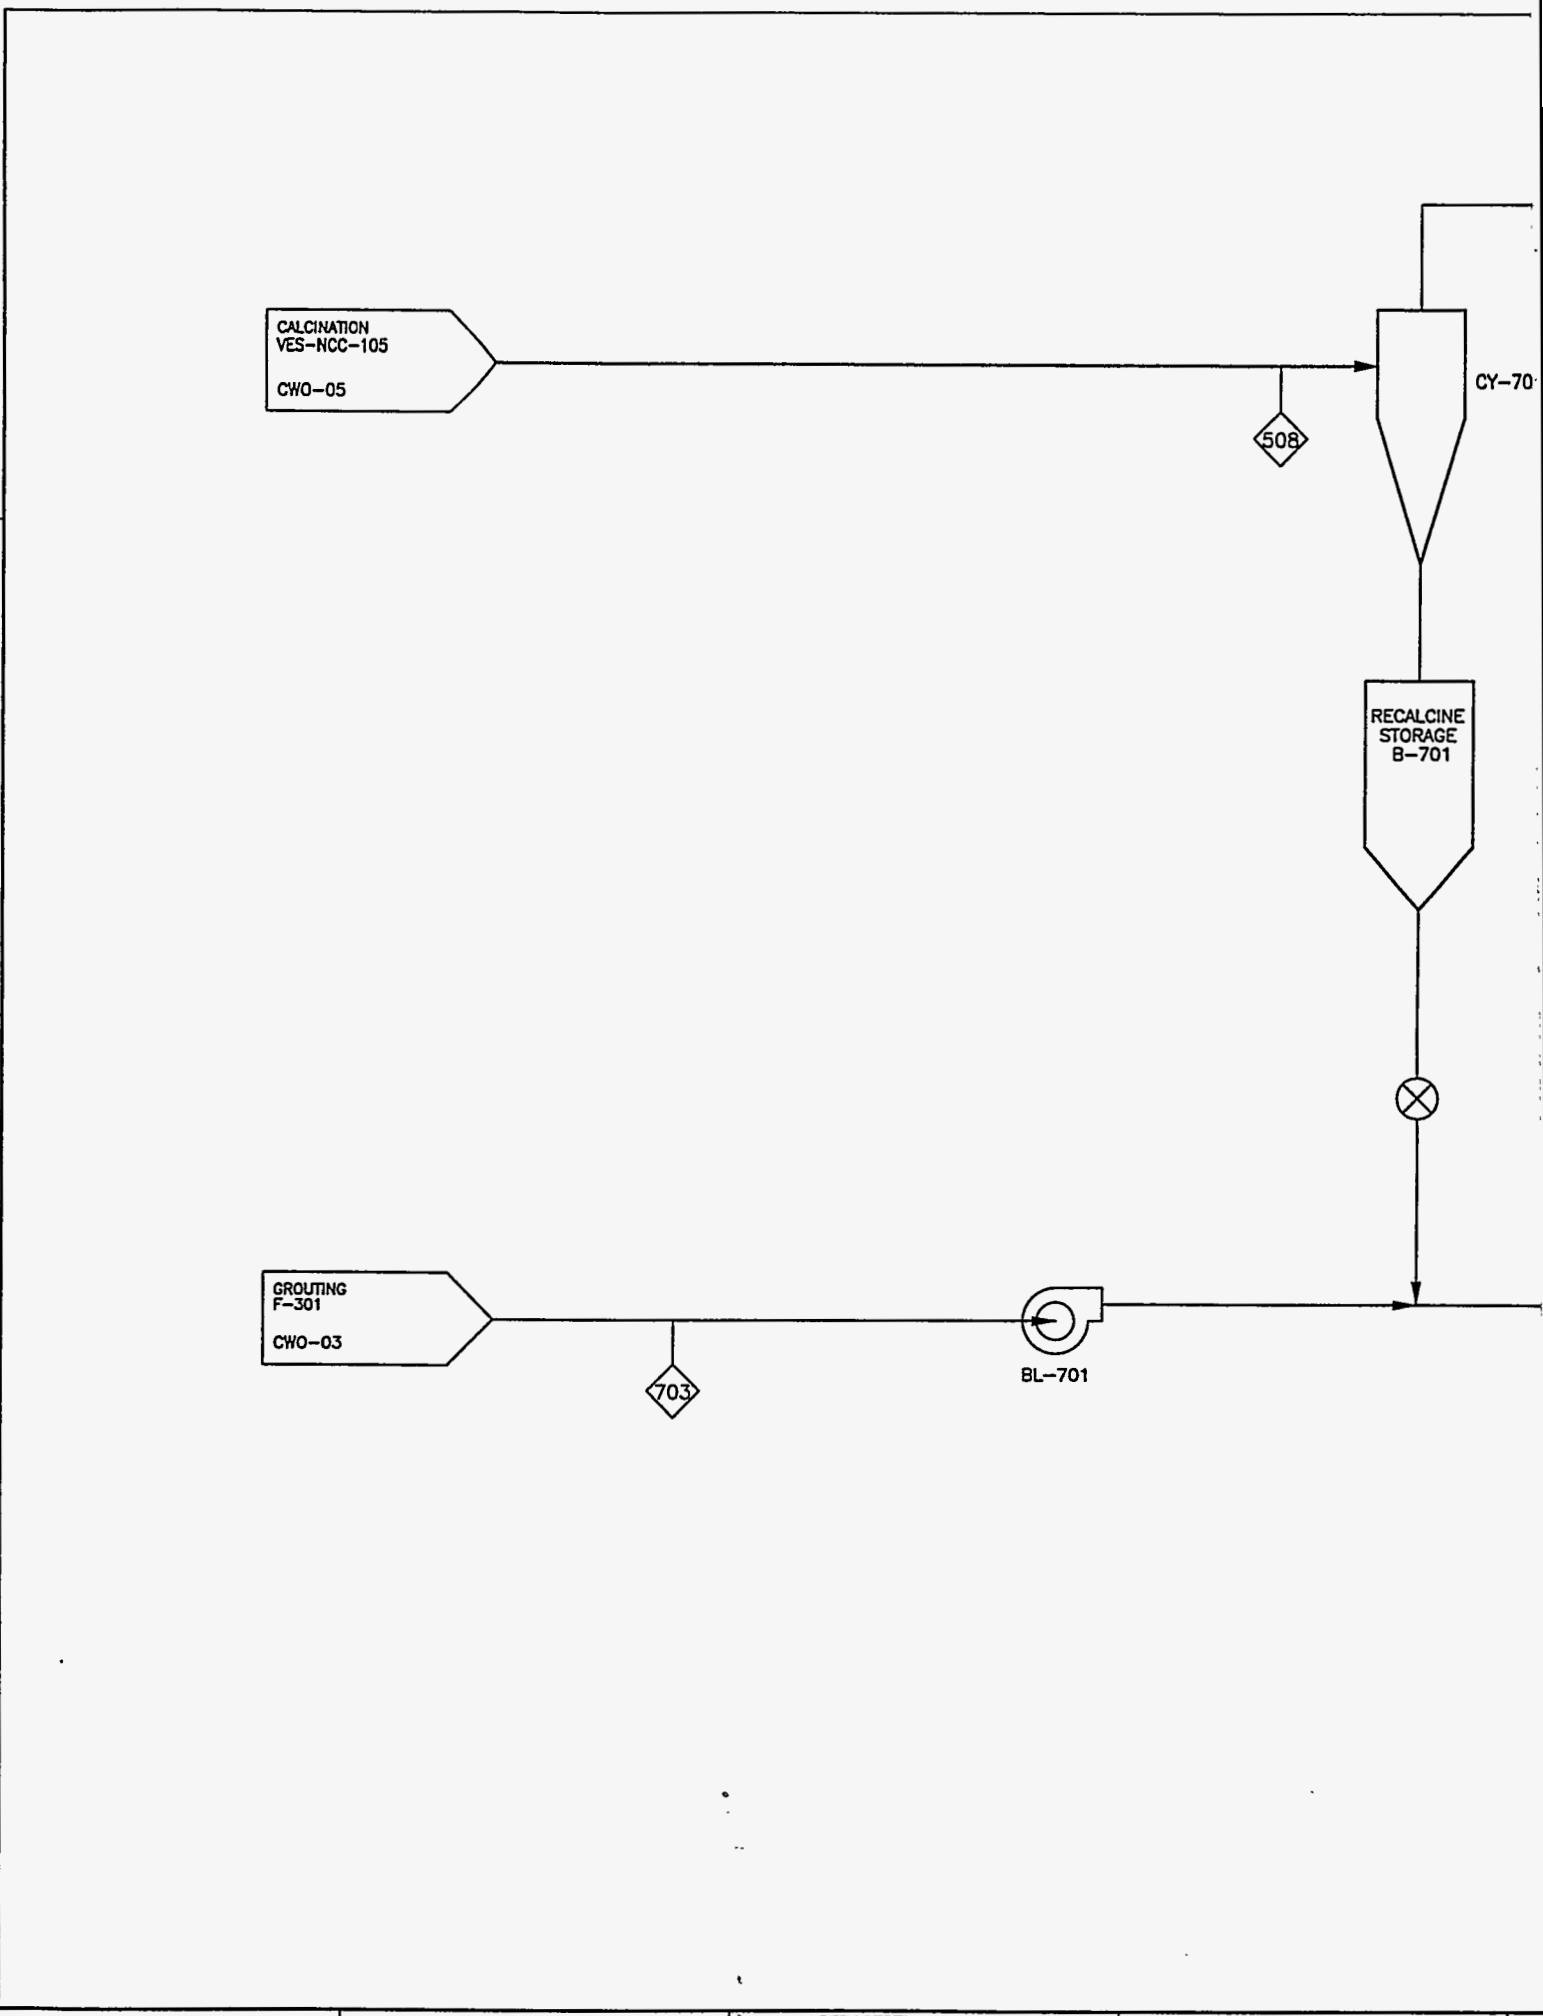 CALCINATION
VES-NCC-105
CWO-05
508
CY-70
RECALCINE
STORAGE
B-701
GROUTING
F-301
CWO-03
703
BL-701